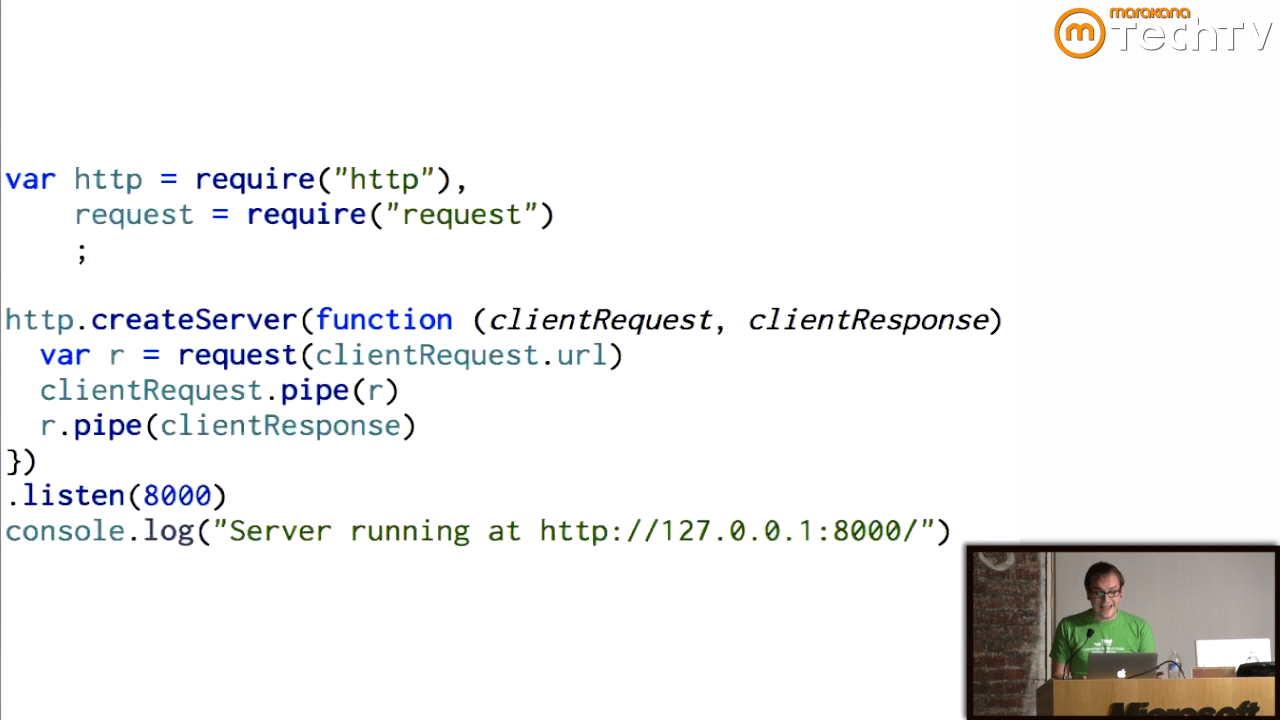 marakana
m TechTV
var http = require("http"),
    request = require("request")
    ;
http.createServer(function (clientRequest, clientResponse)
  var r = request(clientRequest.url)
  clientRequest.pipe(r)
  r.pipe(clientResponse)
})
.listen(8000)
console.log("Server running at http://127.0.0.1:8000/")
Microsoft